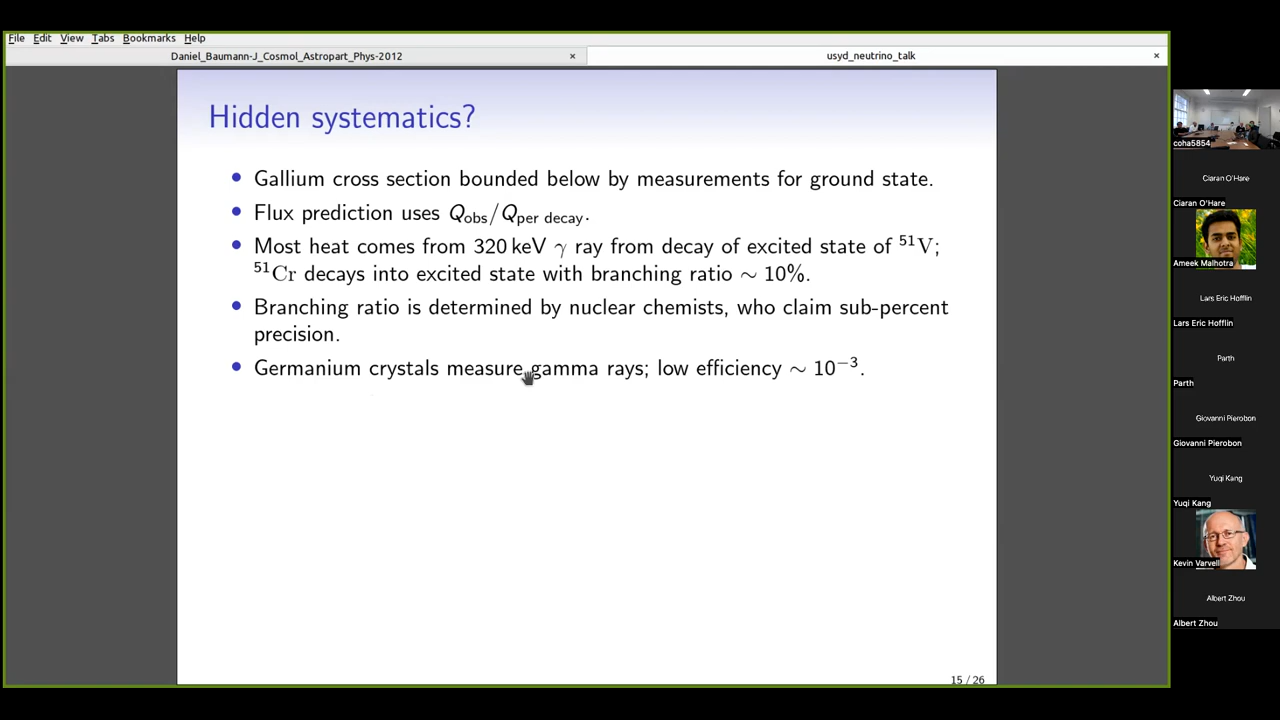 File Edit View Tabs Bookmarks Help
Daniel_Baumann-J_Cosmol_Astropart_Phys-2012 ×
usyd_neutrino_talk ×
Hidden systematics?
• Gallium cross section bounded below by measurements for ground state.
• Flux prediction uses Q_obs/Q_per decay.
• Most heat comes from 320 keV γ ray from decay of excited state of ⁵¹V;
⁵¹Cr decays into excited state with branching ratio ∼ 10%.
• Branching ratio is determined by nuclear chemists, who claim sub-percent
precision.
• Germanium crystals measure gamma rays; low efficiency ∼ 10⁻³.
15 / 26
coha5854
Ciaran O'Hare
Ciaran O'Hare
Ameek Malhotra
Lars Eric Hofflin
Lars Eric Hofflin
Parth
Parth
Giovanni Pierobon
Giovanni Pierobon
Yuqi Kang
Yuqi Kang
Kevin Varvell
Albert Zhou
Albert Zhou